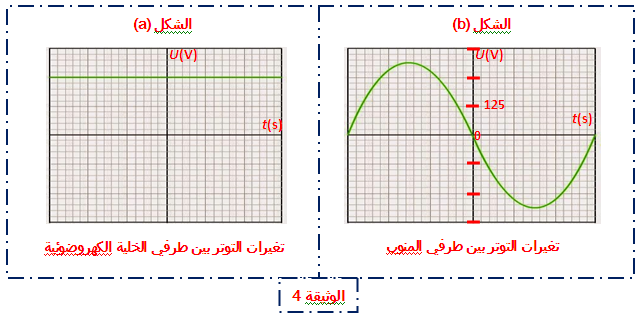 الشكل (b)
U(V)
125
t(s)
0
تغيرات التوتر بين طرفي المنوب
الشكل (a)
U(V)
t(s)
تغيرات التوتر بين طرفي الخلية الكهروضوئية
الوثيقة 4